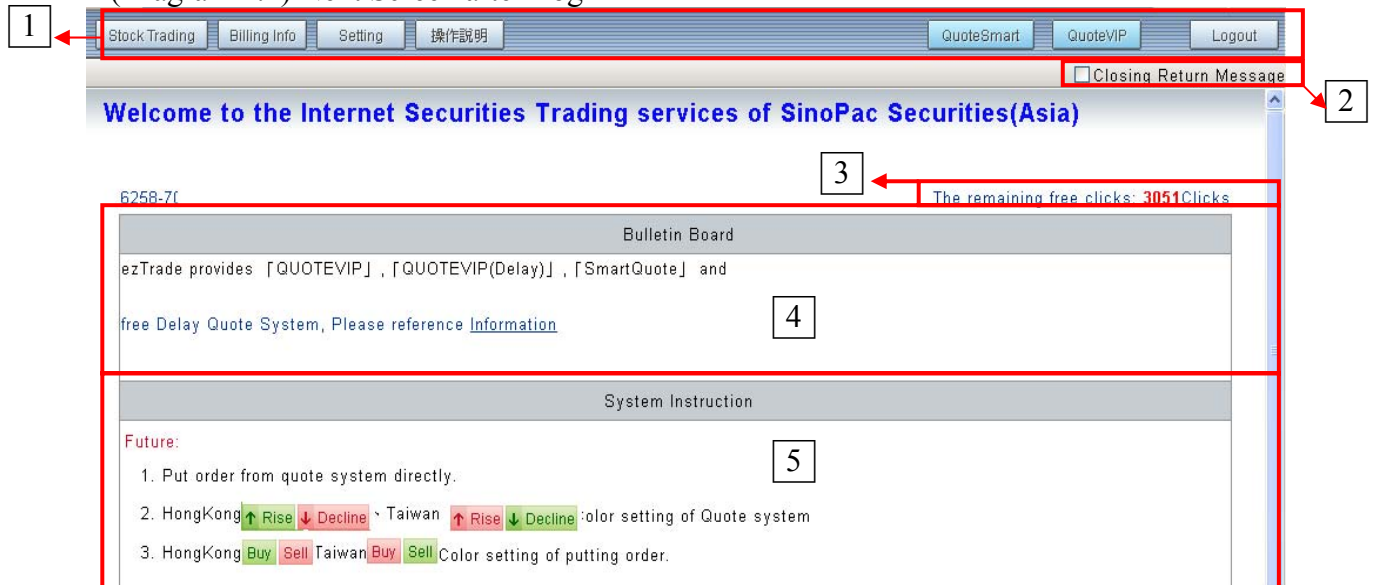 1 Stock Trading Billing Info Setting 操作説明 QuoteSmart QuoteVIP Logout
Closing Return Message
2
Welcome to the Internet Securities Trading services of SinoPac Securities(Asia)
3
6258-70 The remaining free clicks: 3051Clicks
Bulletin Board
ezTrade provides「QUOTEVIP」,「QUOTEVIP(Delay)」,「SmartQuote」 and
4
free Delay Quote System, Please reference Information
System Instruction
Future:
5
1. Put order from quote system directly.
2. HongKong ↑ Rise ↓ Decline、Taiwan ↑ Rise ↓ Decline olor setting of Quote system
3. HongKong Buy Sell Taiwan Buy Sell Color setting of putting order.